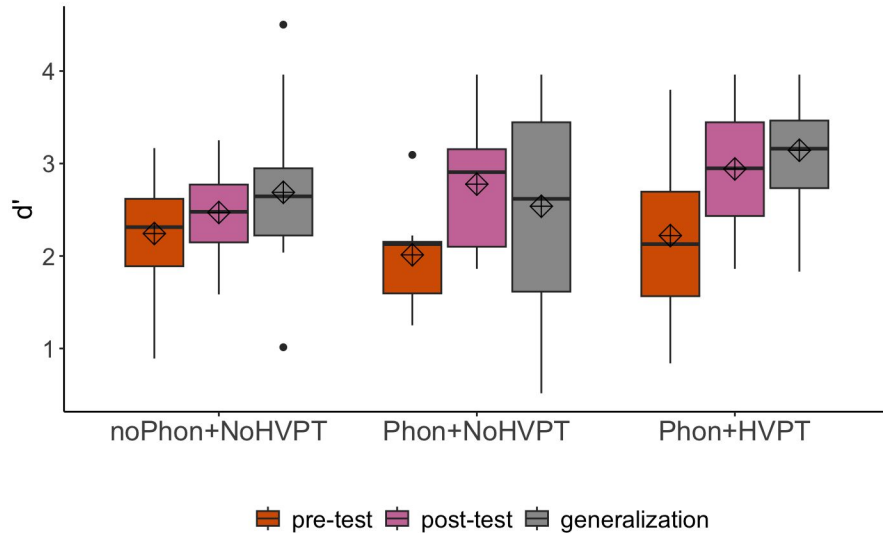 d'
4
3
2
1
noPhon+NoHVPT Phon+NoHVPT Phon+HVPT
pre-test post-test generalization